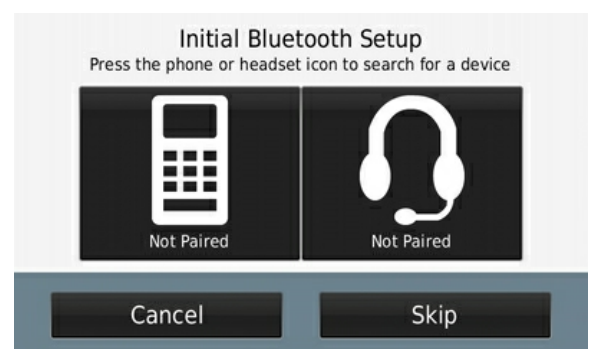 Initial Bluetooth Setup
Press the phone or headset icon to search for a device
Not Paired
Not Paired
Cancel
Skip